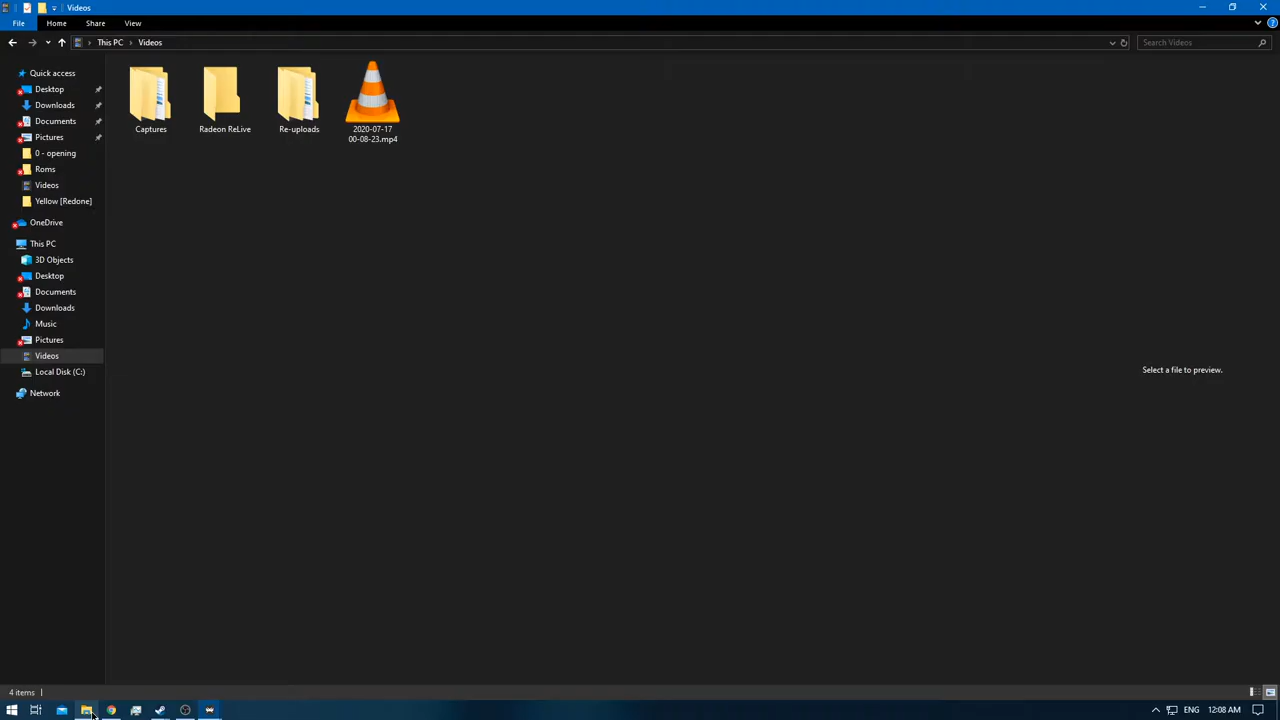 Videos
File
Home
Share
View
This PC
Videos
Search Videos
Quick access
Desktop
Downloads
Documents
Pictures
0 - opening
Roms
Videos
Yellow [Redone]
OneDrive
This PC
3D Objects
Desktop
Documents
Downloads
Music
Pictures
Videos
Local Disk (C:)
Network
Captures
Radeon ReLive
Re-uploads
2020-07-17
00-08-23.mp4
Select a file to preview.
4 items
ENG
12:08 AM